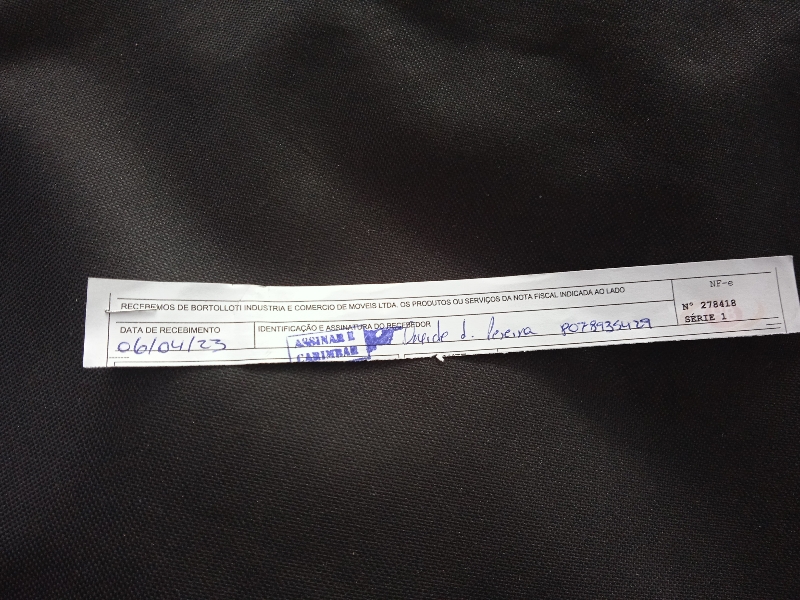 RECEBEMOS DE BORTOLLOTI INDUSTRIA E COMERCIO DE MOVEIS LTDA. OS PRODUTOS OU SERVIÇOS DA NOTA FISCAL INDICADA AO LADO
NF-e
Nº 278418
SÉRIE 1
DATA DE RECEBIMENTO
06/04/23
IDENTIFICAÇÃO E ASSINATURA DO RECEBEDOR
ASSINAR E
CARIMBAR
Pereira